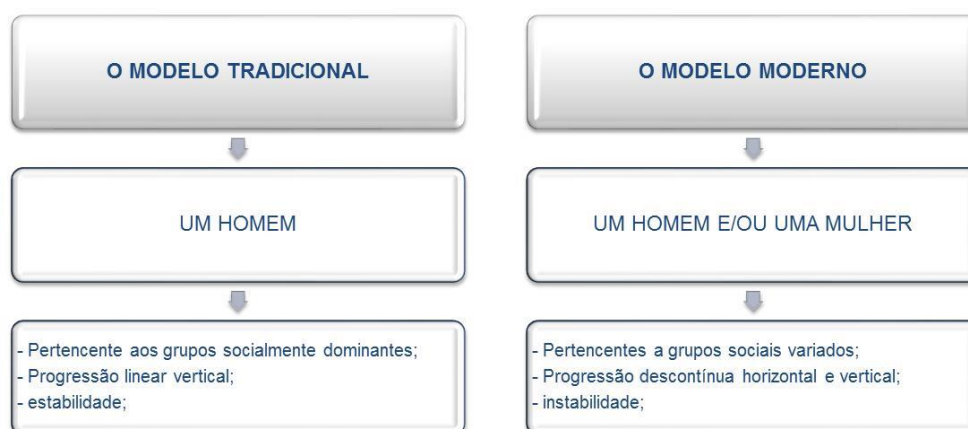 O MODELO TRADICIONAL
UM HOMEM
- Pertencente aos grupos socialmente dominantes;
- Progressão linear vertical;
- estabilidade;
O MODELO MODERNO
UM HOMEM E/OU UMA MULHER
- Pertencentes a grupos sociais variados;
- Progressão descontínua horizontal e vertical;
- instabilidade;